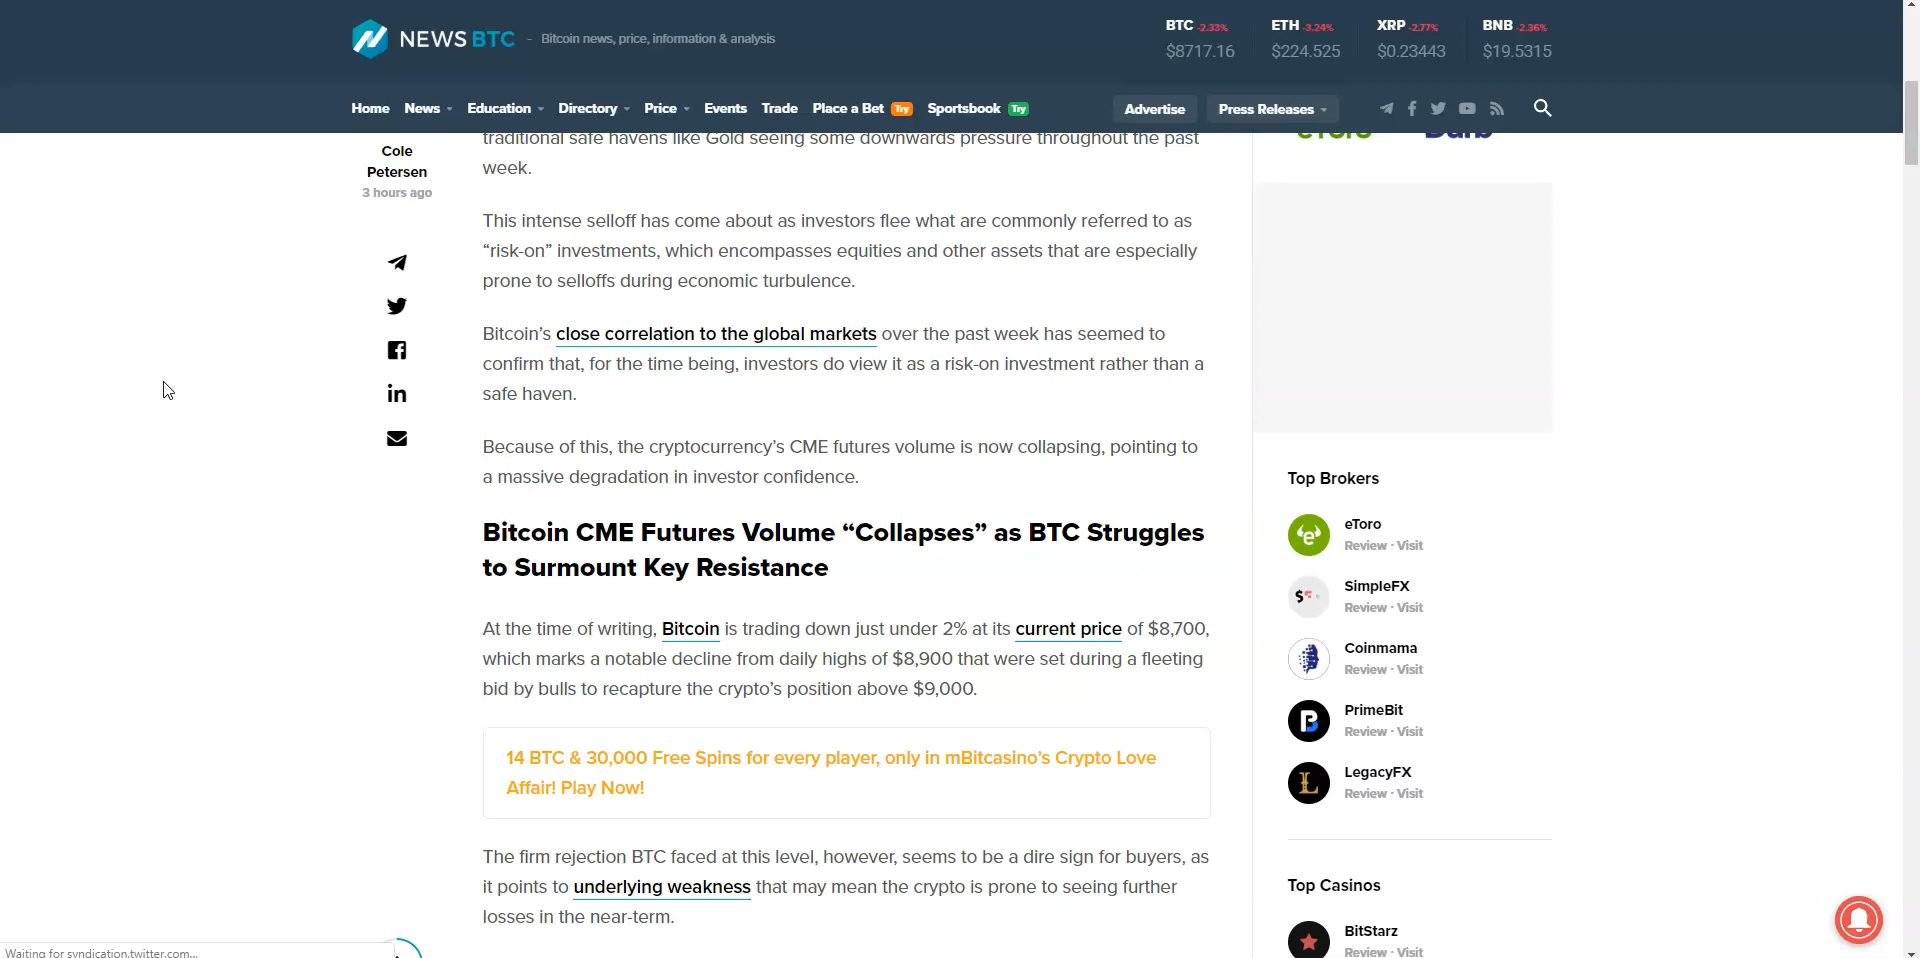 NEWS BTC - Bitcoin news, price, information & analysis
BTC -2.33% ETH -3.24% XRP -2.77% BNB -2.36%
$8717.16 $224.525 $0.23443 $19.5315
Home News Education Directory Price Events Trade Place a Bet Try Sportsbook Try Advertise Press Releases
eToro
Cole
Petersen
3 hours ago
traditional safe havens like Gold seeing some downwards pressure throughout the past
week.
This intense selloff has come about as investors flee what are commonly referred to as
“risk-on” investments, which encompasses equities and other assets that are especially
prone to selloffs during economic turbulence.
Bitcoin’s close correlation to the global markets over the past week has seemed to
confirm that, for the time being, investors do view it as a risk-on investment rather than a
safe haven.
Because of this, the cryptocurrency’s CME futures volume is now collapsing, pointing to
a massive degradation in investor confidence.
Bitcoin CME Futures Volume “Collapses” as BTC Struggles
to Surmount Key Resistance
At the time of writing, Bitcoin is trading down just under 2% at its current price of $8,700,
which marks a notable decline from daily highs of $8,900 that were set during a fleeting
bid by bulls to recapture the crypto’s position above $9,000.
14 BTC & 30,000 Free Spins for every player, only in mBitcasino’s Crypto Love
Affair! Play Now!
The firm rejection BTC faced at this level, however, seems to be a dire sign for buyers, as
it points to underlying weakness that may mean the crypto is prone to seeing further
losses in the near-term.
Top Brokers
eToro
Review · Visit
SimpleFX
Review · Visit
Coinmama
Review · Visit
PrimeBit
Review · Visit
LegacyFX
Review · Visit
Top Casinos
BitStarz
Review · Visit
Waiting for syndication.twitter.com...